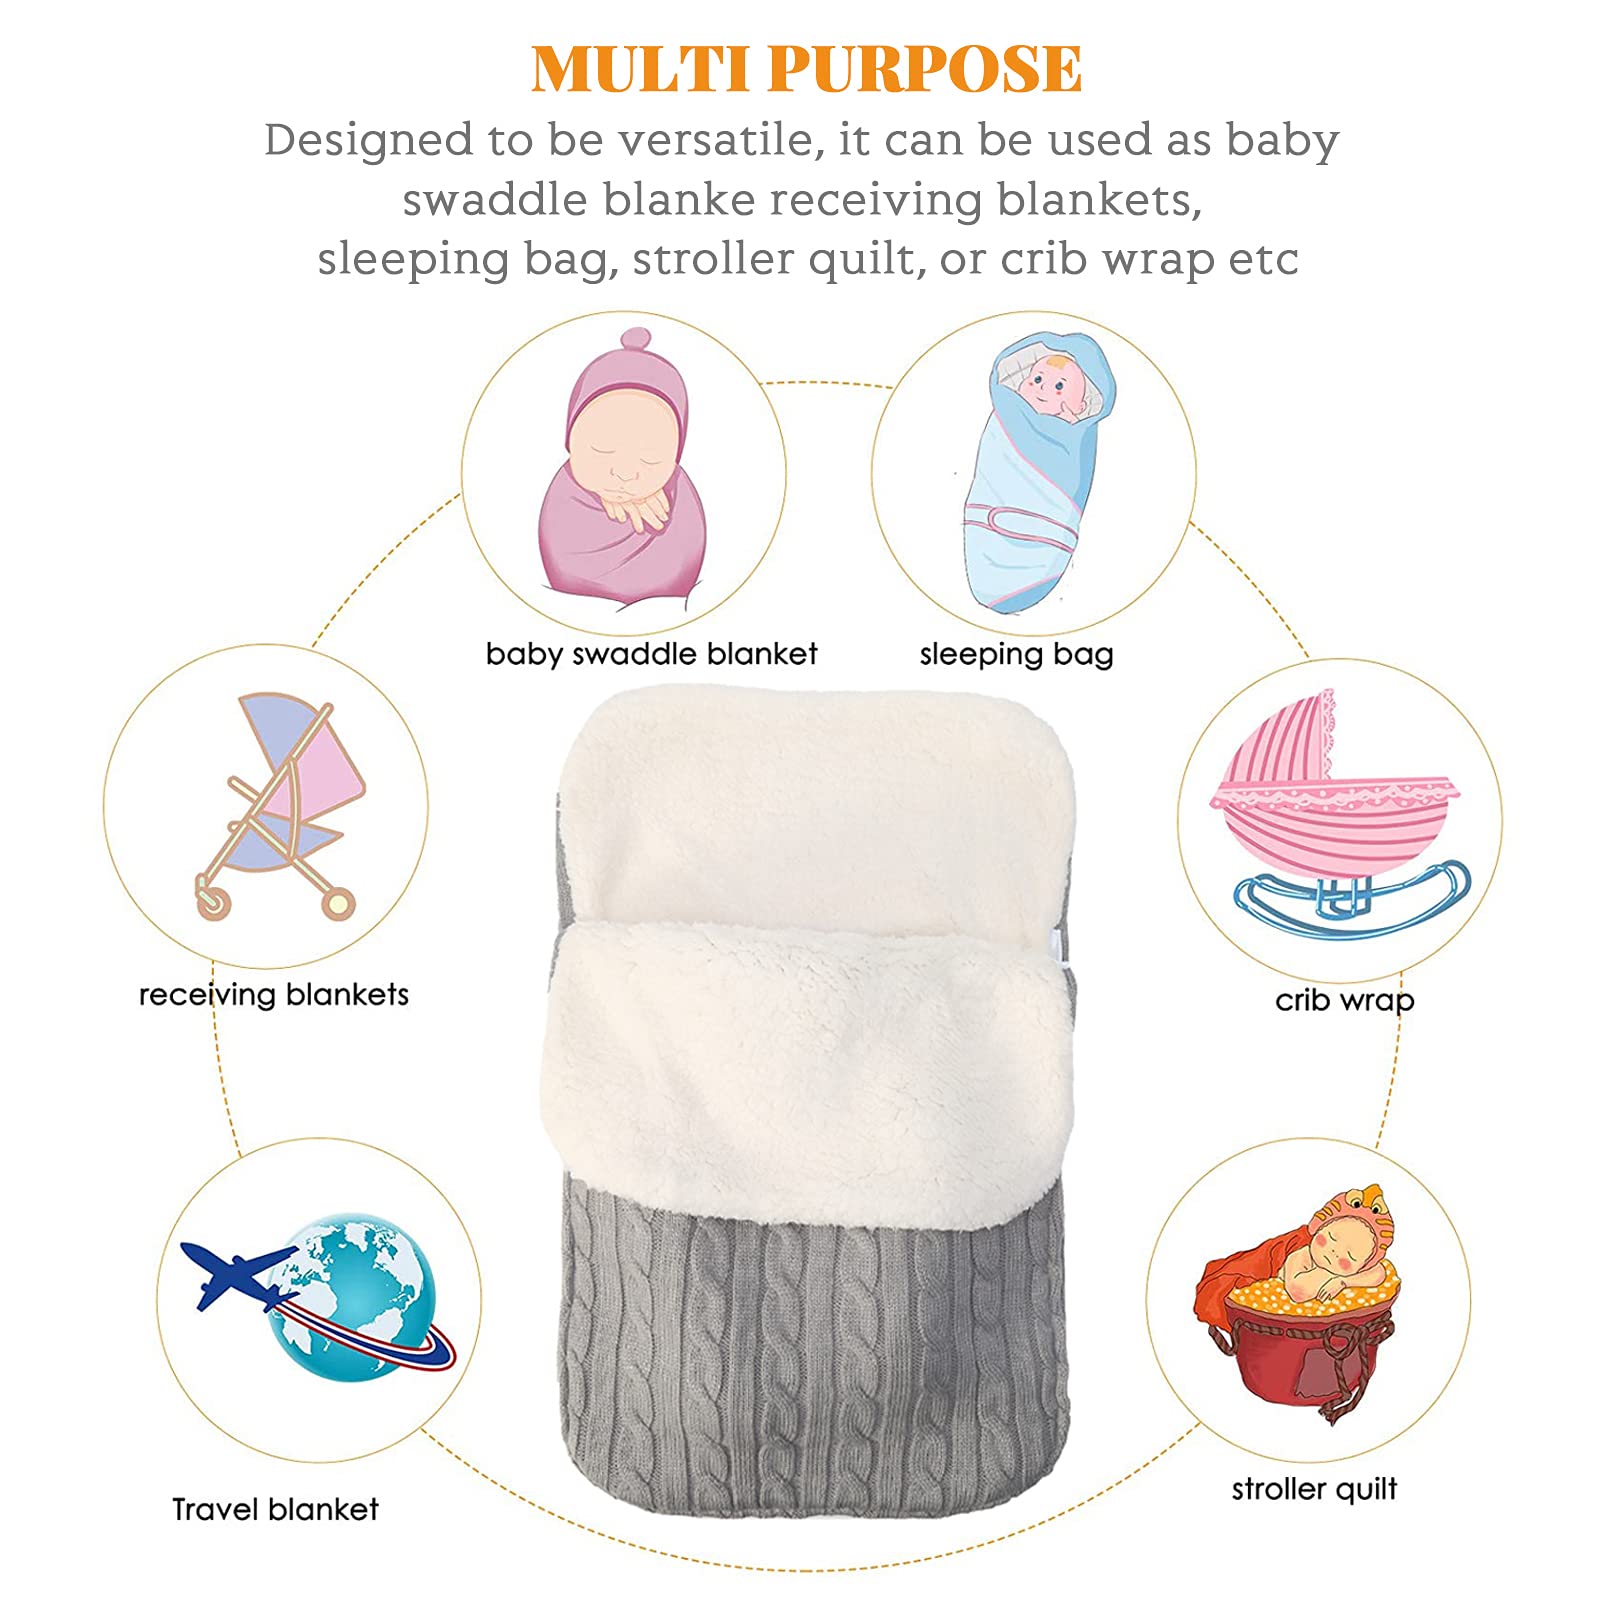 MULTI PURPOSE
Designed to be versatile, it can be used as baby
swaddle blanke receiving blankets,
sleeping bag, stroller quilt, or crib wrap etc
baby swaddle blanket
sleeping bag
receiving blankets
crib wrap
Travel blanket
stroller quilt